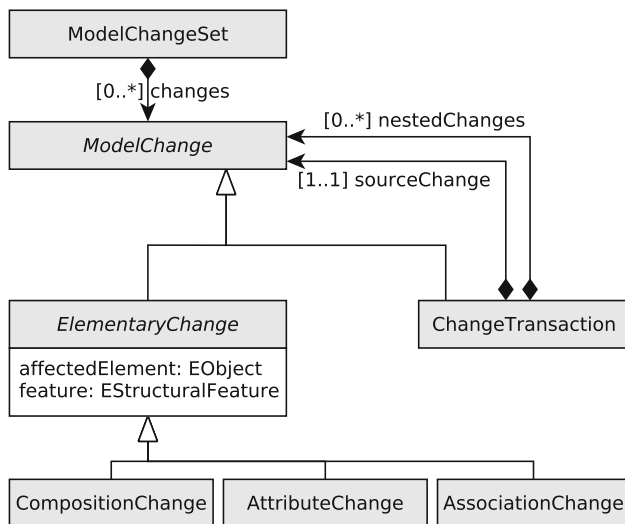 ModelChangeSet
[0..*] changes
ModelChange
[0..*] nestedChanges
[1..1] sourceChange
ElementaryChange
affectedElement: EObject
feature: EStructuralFeature
ChangeTransaction
CompositionChange
AttributeChange
AssociationChange